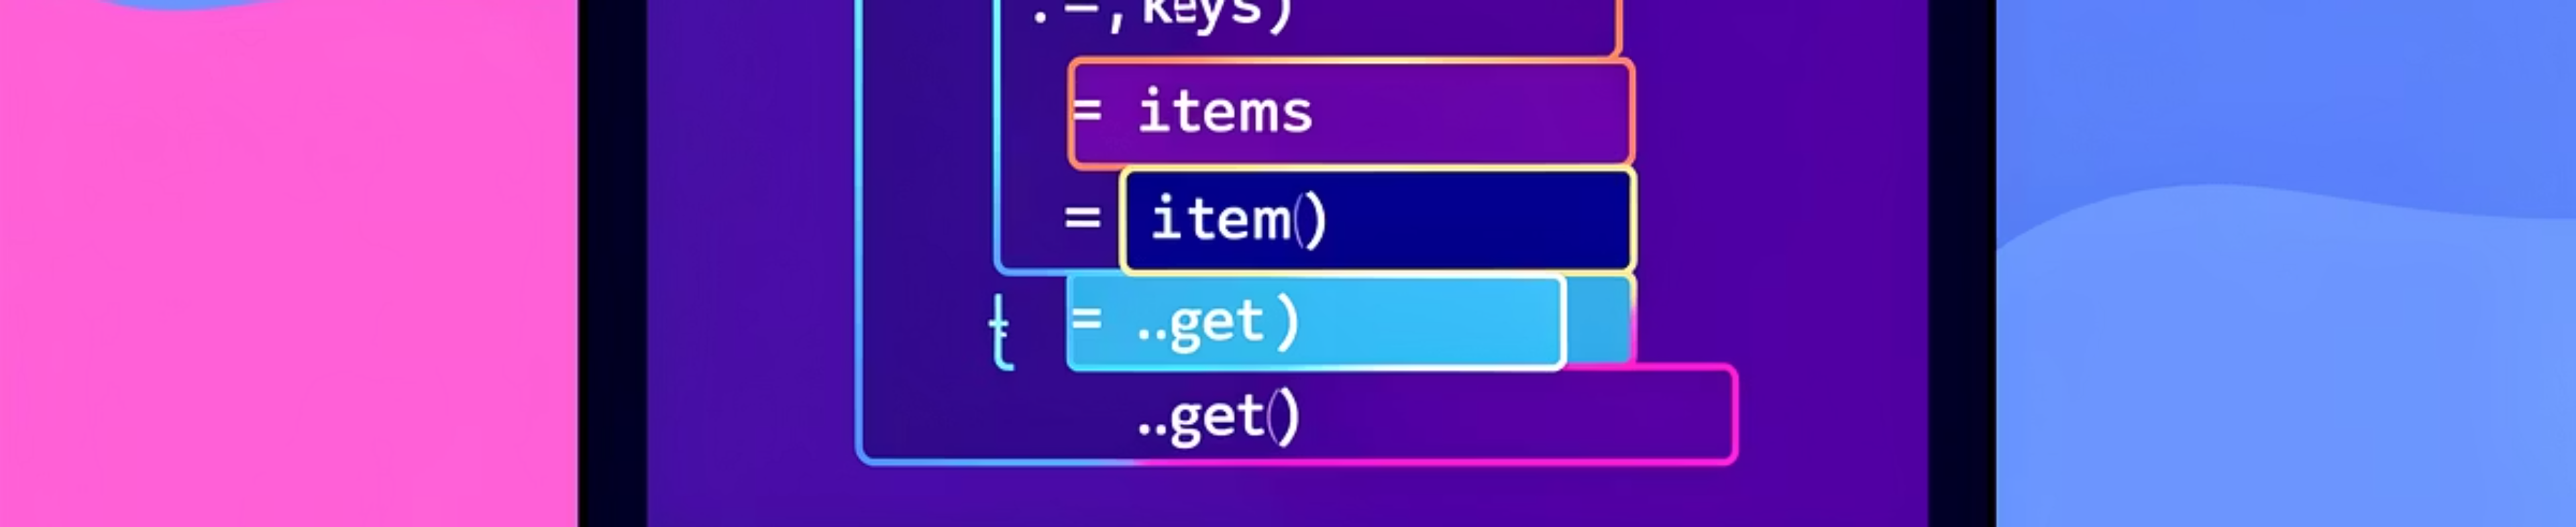 .–,keys)
= items
= item()
= ..get)
..get()